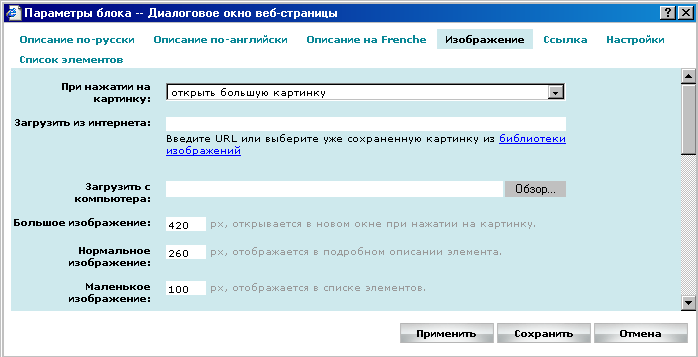 Параметры блока -- Диалоговое окно веб-страницы
Описание по-русски Описание по-английски Описание на Frenche Изображение Ссылка Настройки
Список элементов
При нажатии на
картинку:
открыть большую картинку
Загрузить из интернета:
Введите URL или выберите уже сохраненную картинку из библиотеки
изображений
Загрузить с
компьютера:
Обзор...
Большое изображение: 420 px, открывается в новом окне при нажатии на картинку.
Нормальное
изображение:
260 px, отображается в подробном описании элемента.
Маленькое
изображение:
100 px, отображается в списке элементов.
Применить Сохранить Отмена